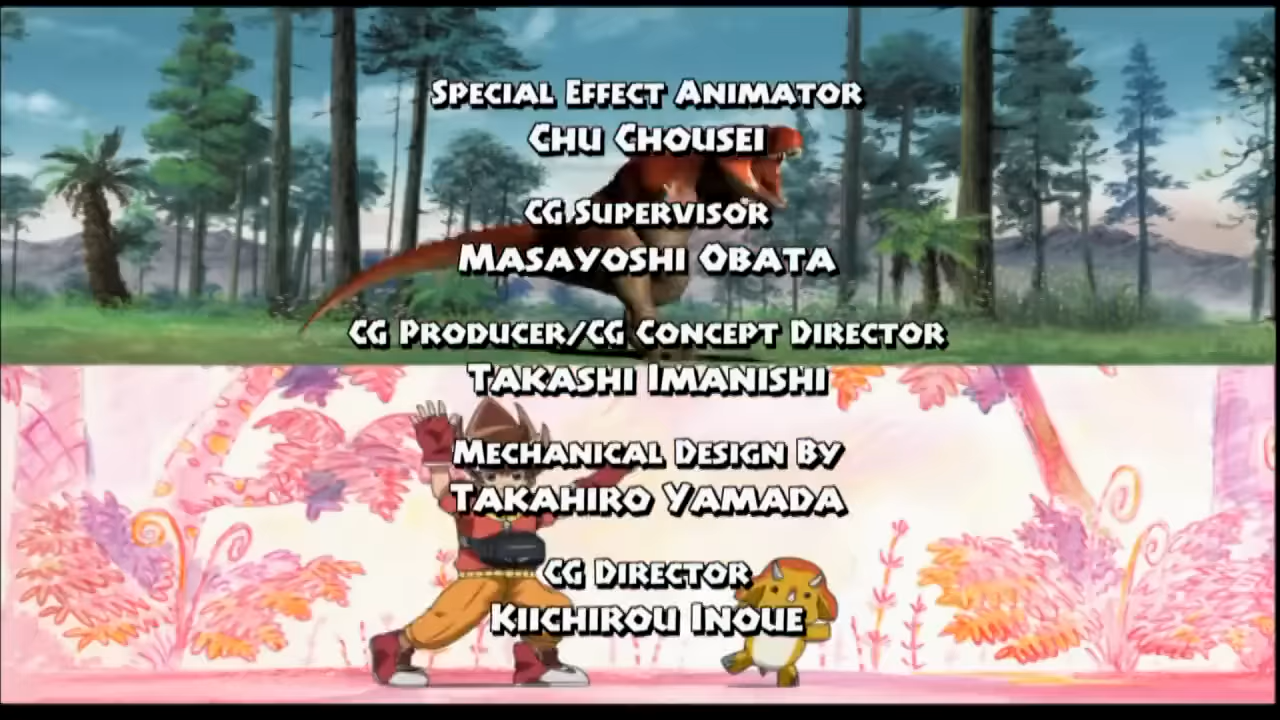 Special Effect Animator
Chu Chousei
CG Supervisor
Masayoshi Obata
CG Producer/CG Concept Director
Takashi Imanishi
Mechanical Design By
Takahiro Yamada
CG Director
Kiichirou Inoue